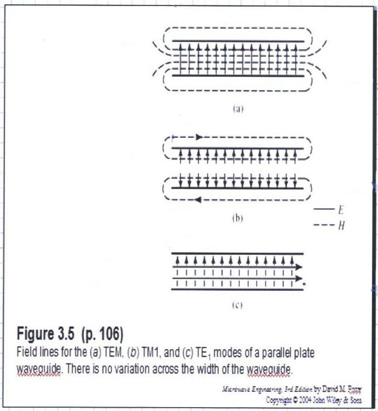 (a)
(b)
E
H
(c)
Figure 3.5 (p. 106)
Field lines for the (a) TEM, (b) TM1, and (c) TE1 modes of a parallel plate
waveguide. There is no variation across the width of the waveguide.
Microwave Engineering, 3rd Edition by David M. Pozar
Copyright © 2004 John Wiley & Sons